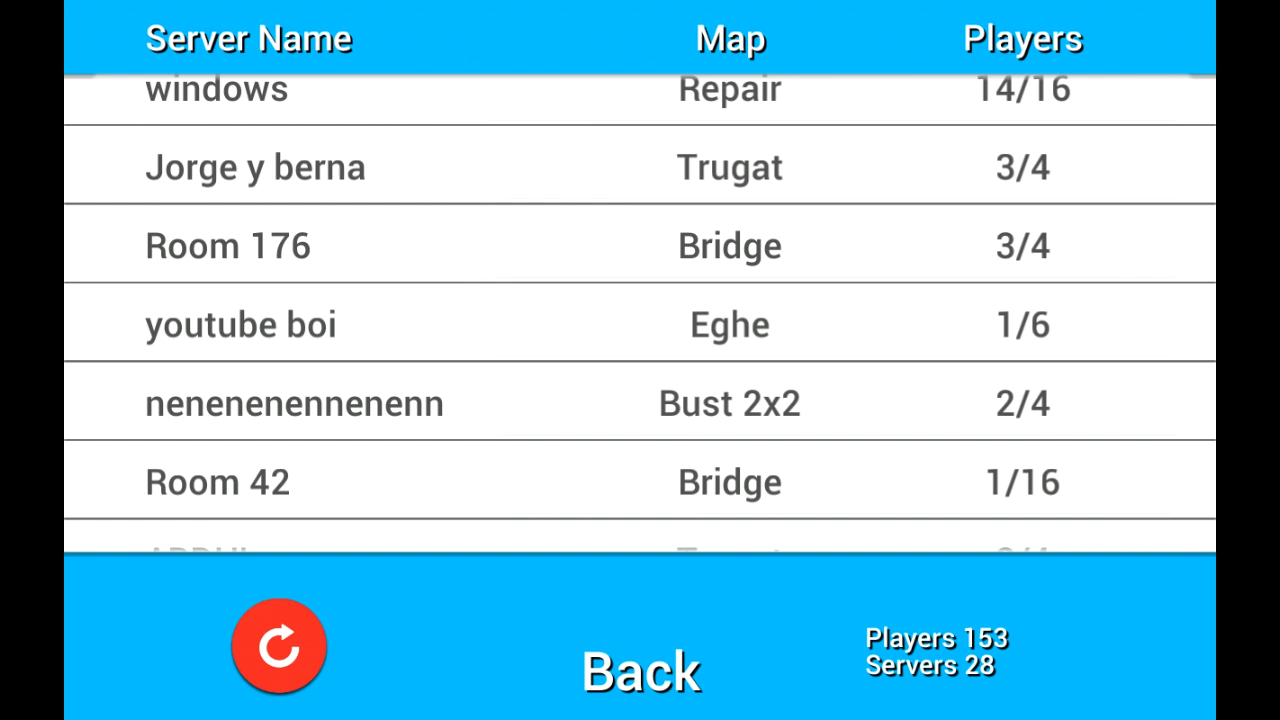 Server Name Map Players
windows Repair 14/16
Jorge y berna Trugat 3/4
Room 176 Bridge 3/4
youtube boi Eghe 1/6
nenenenennenenn Bust 2x2 2/4
Room 42 Bridge 1/16
Players 153
Servers 28
Back